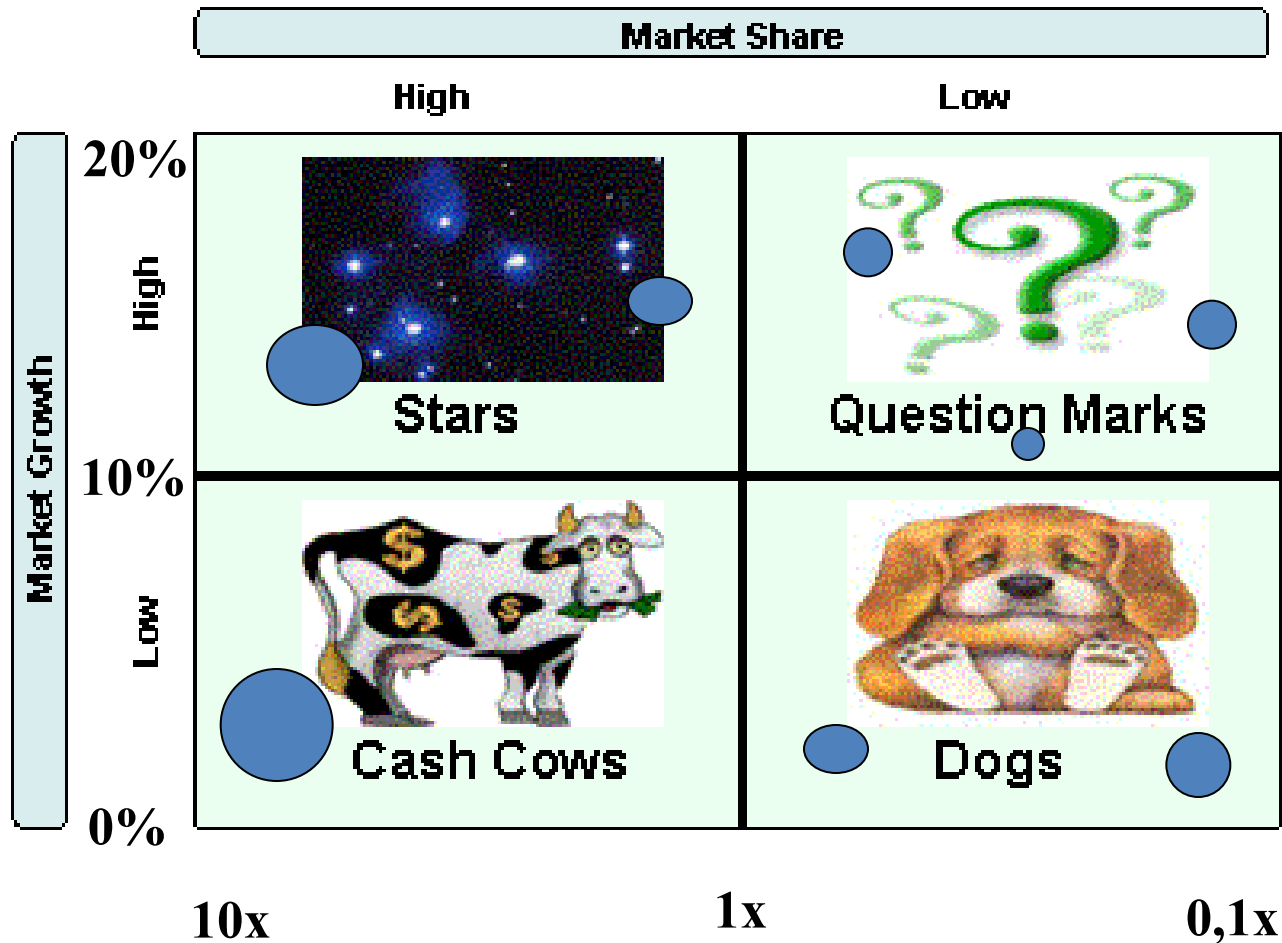 Market Share
High Low
20%
High
Stars
Question Marks
Market Growth
10%
$
$ $
Low
Cash Cows
Dogs
0%
10x 1x 0,1x